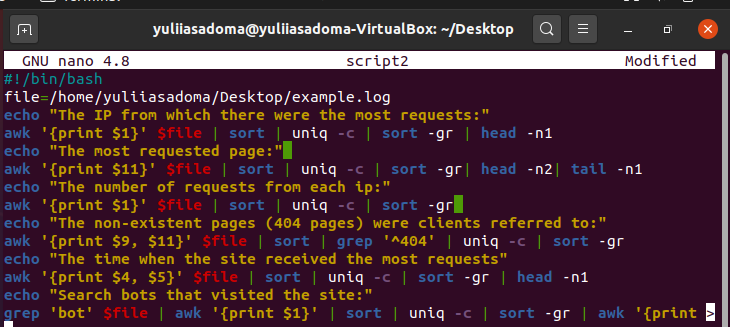 yuliiasadoma@yuliiasadoma-VirtualBox: ~/Desktop
GNU nano 4.8 script2 Modified
#!/bin/bash
file=/home/yuliiasadoma/Desktop/example.log
echo "The IP from which there were the most requests:"
awk '{print $1}' $file | sort | uniq -c | sort -gr | head -n1
echo "The most requested page:"
awk '{print $11}' $file | sort | uniq -c | sort -gr| head -n2| tail -n1
echo "The number of requests from each ip:"
awk '{print $1}' $file | sort | uniq -c | sort -gr
echo "The non-existent pages (404 pages) were clients referred to:"
awk '{print $9, $11}' $file | sort | grep '^404' | uniq -c | sort -gr
echo "The time when the site received the most requests"
awk '{print $4, $5}' $file | sort | uniq -c | sort -gr | head -n1
echo "Search bots that visited the site:"
grep 'bot' $file | awk '{print $1}' | sort | uniq -c | sort -gr | awk '{print >